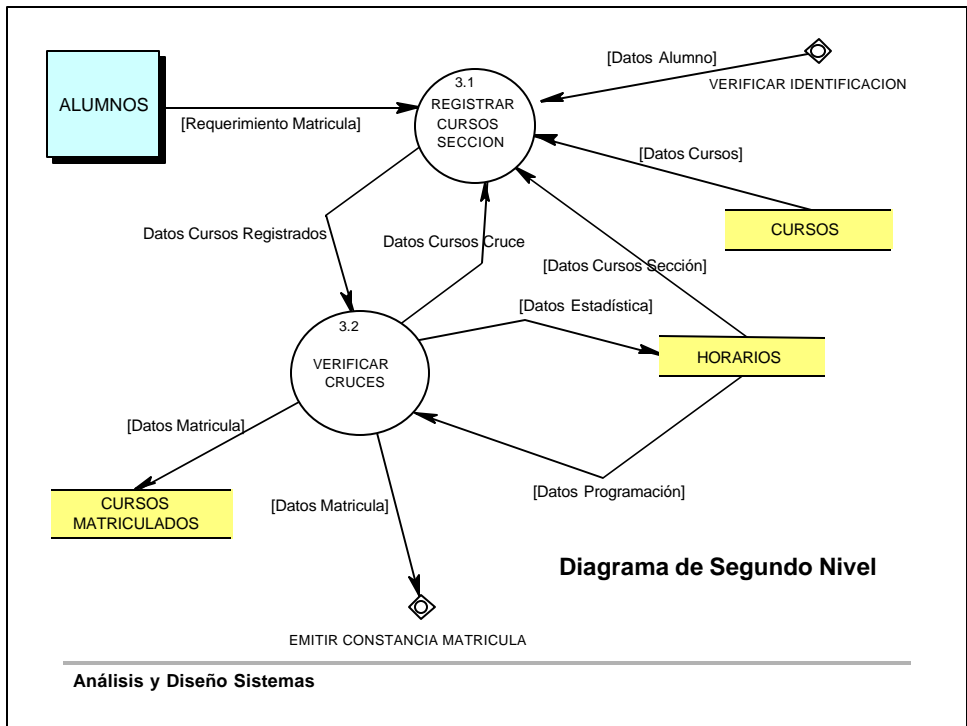 [Datos Alumno]
VERIFICAR IDENTIFICACION
ALUMNOS
3.1
REGISTRAR
CURSOS
SECCION
[Requerimiento Matricula]
[Datos Cursos]
CURSOS
Datos Cursos Registrados
Datos Cursos Cruce
[Datos Cursos Sección]
[Datos Estadística]
3.2
VERIFICAR
CRUCES
HORARIOS
[Datos Matricula]
CURSOS
MATRICULADOS
[Datos Matricula]
[Datos Programación]
Diagrama de Segundo Nivel
EMITIR CONSTANCIA MATRICULA
Análisis y Diseño Sistemas